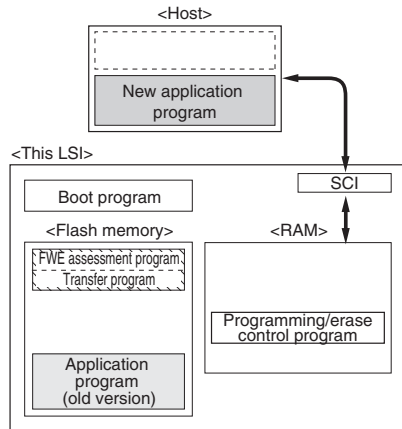 <Host>
New application
program
<This LSI>
SCI
Boot program
<Flash memory>
<RAM>
FWE assessment program
Transfer program
Programming/erase
control program
Application
program
(old version)